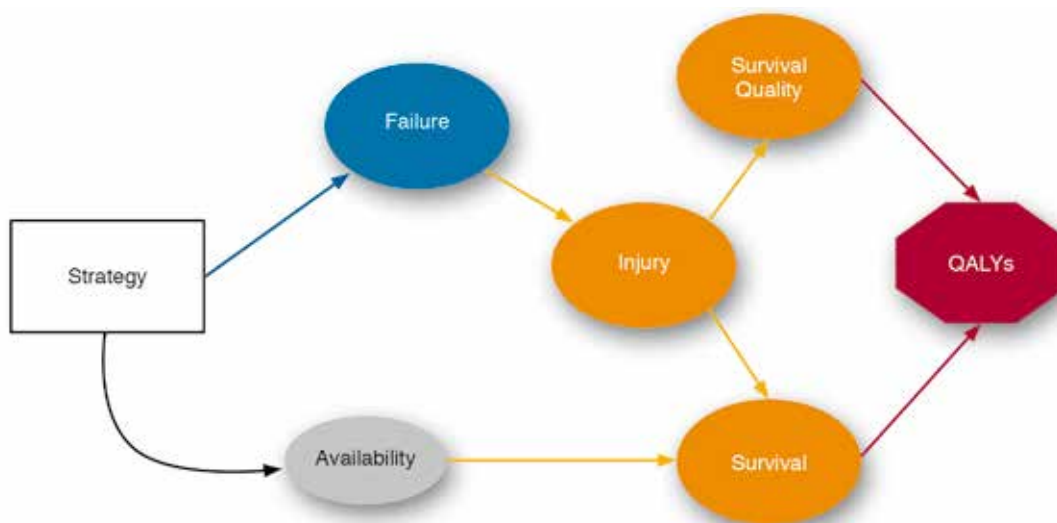 Survival
Quality
Failure
Injury
QALYs
Strategy
Availability
Survival